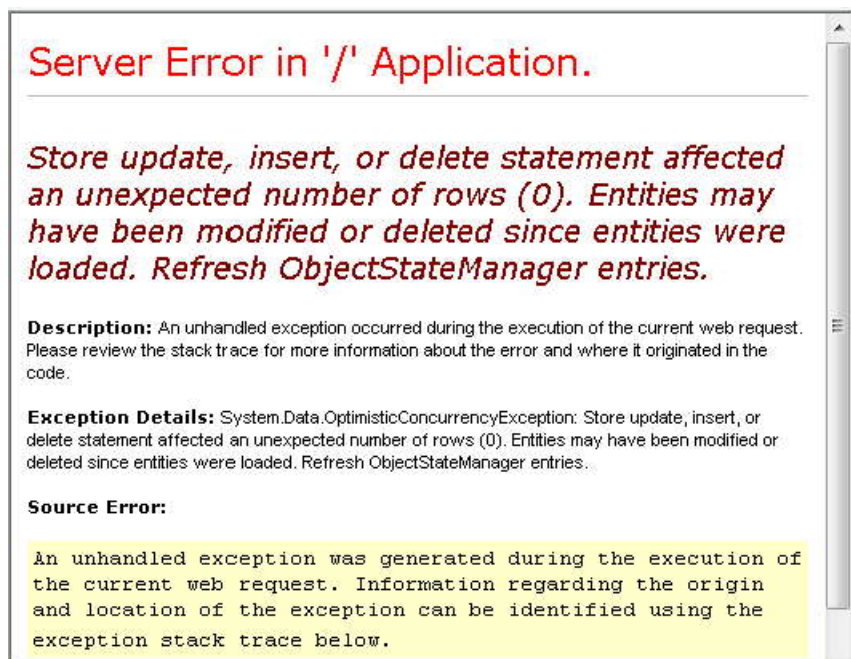 Server Error in '/' Application.
Store update, insert, or delete statement affected
an unexpected number of rows (0). Entities may
have been modified or deleted since entities were
loaded. Refresh ObjectStateManager entries.
Description: An unhandled exception occurred during the execution of the current web request.
Please review the stack trace for more information about the error and where it originated in the
code.
Exception Details: System.Data.OptimisticConcurrencyException: Store update, insert, or
delete statement affected an unexpected number of rows (0). Entities may have been modified or
deleted since entities were loaded. Refresh ObjectStateManager entries.
Source Error:
An unhandled exception was generated during the execution of
the current web request. Information regarding the origin
and location of the exception can be identified using the
exception stack trace below.